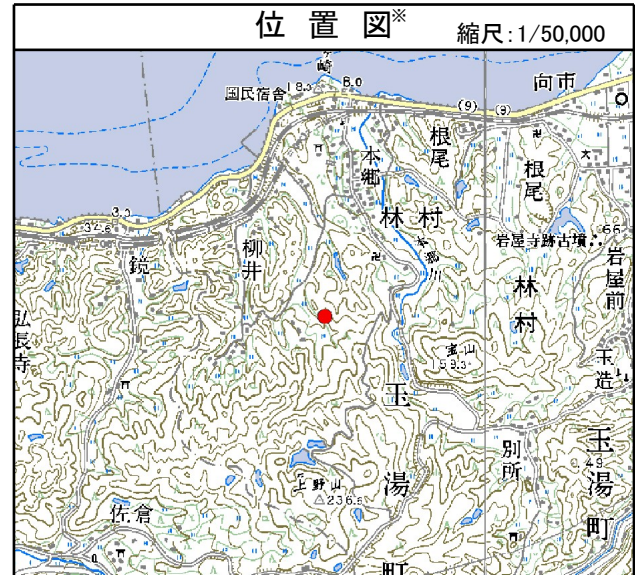 位置図※ 縮尺:1/50,000
国民宿舎
18.3
8.0
向市
(9)
(9)
根尾
根尾
本郷
林村
3.0
34.6
鏡
柳井
岩屋寺跡古墳
66
岩屋前
林村
弘長寺
玉造
玉
湯
町
別所
玉湯町
上野山
△236.5
佐倉